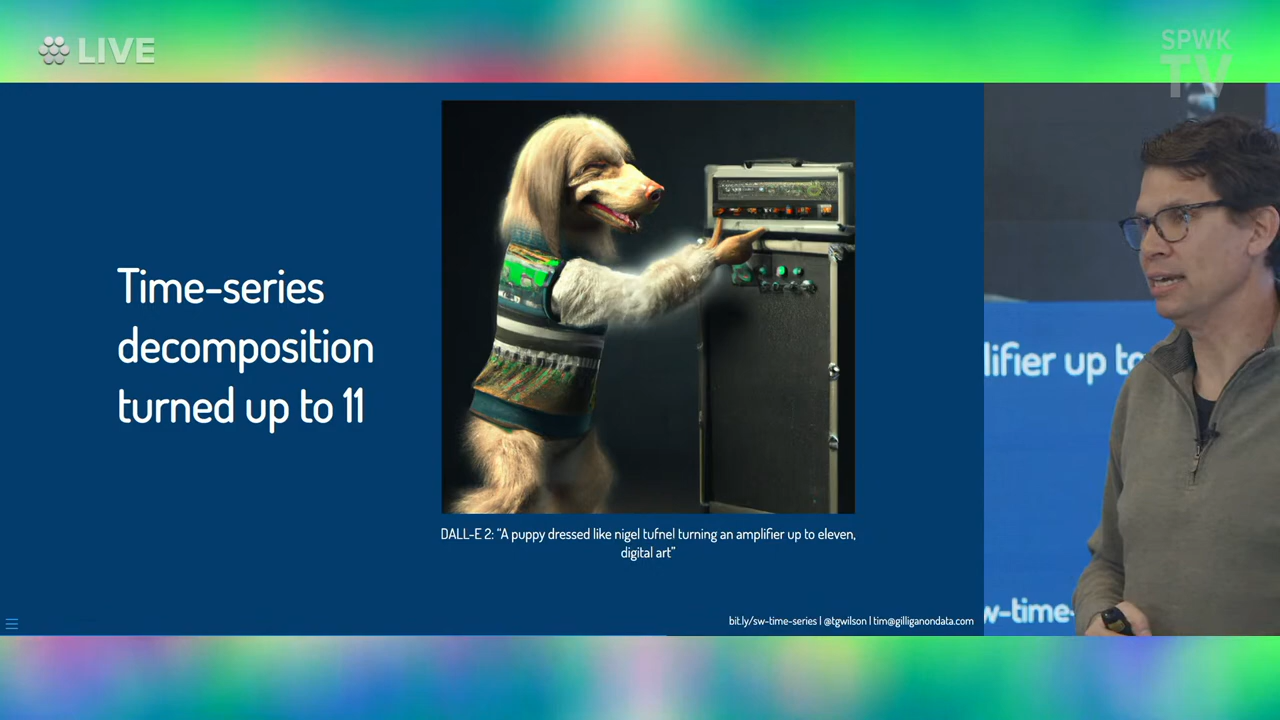 LIVE
SPWK
TV
Time-series
decomposition
turned up to 11
DALL-E 2: “A puppy dressed like nigel tufnel turning an amplifier up to eleven,
digital art”
bit.ly/sw-time-series | @tgwilson | tim@gilliganondata.com
lifier up to
w-time-